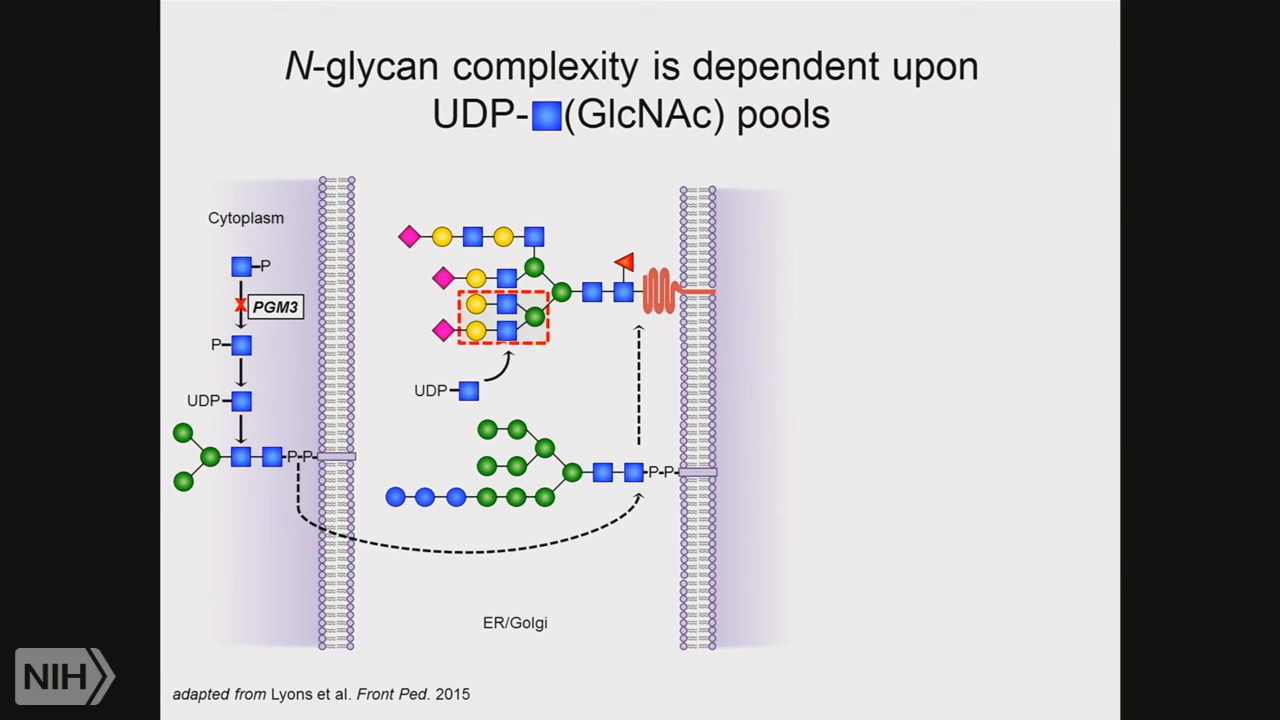 N-glycan complexity is dependent upon
UDP-(GlcNAc) pools
Cytoplasm
P
PGM3
P
UDP
UDP
P-P
P-P
ER/Golgi
NIH
adapted from Lyons et al. Front Ped. 2015